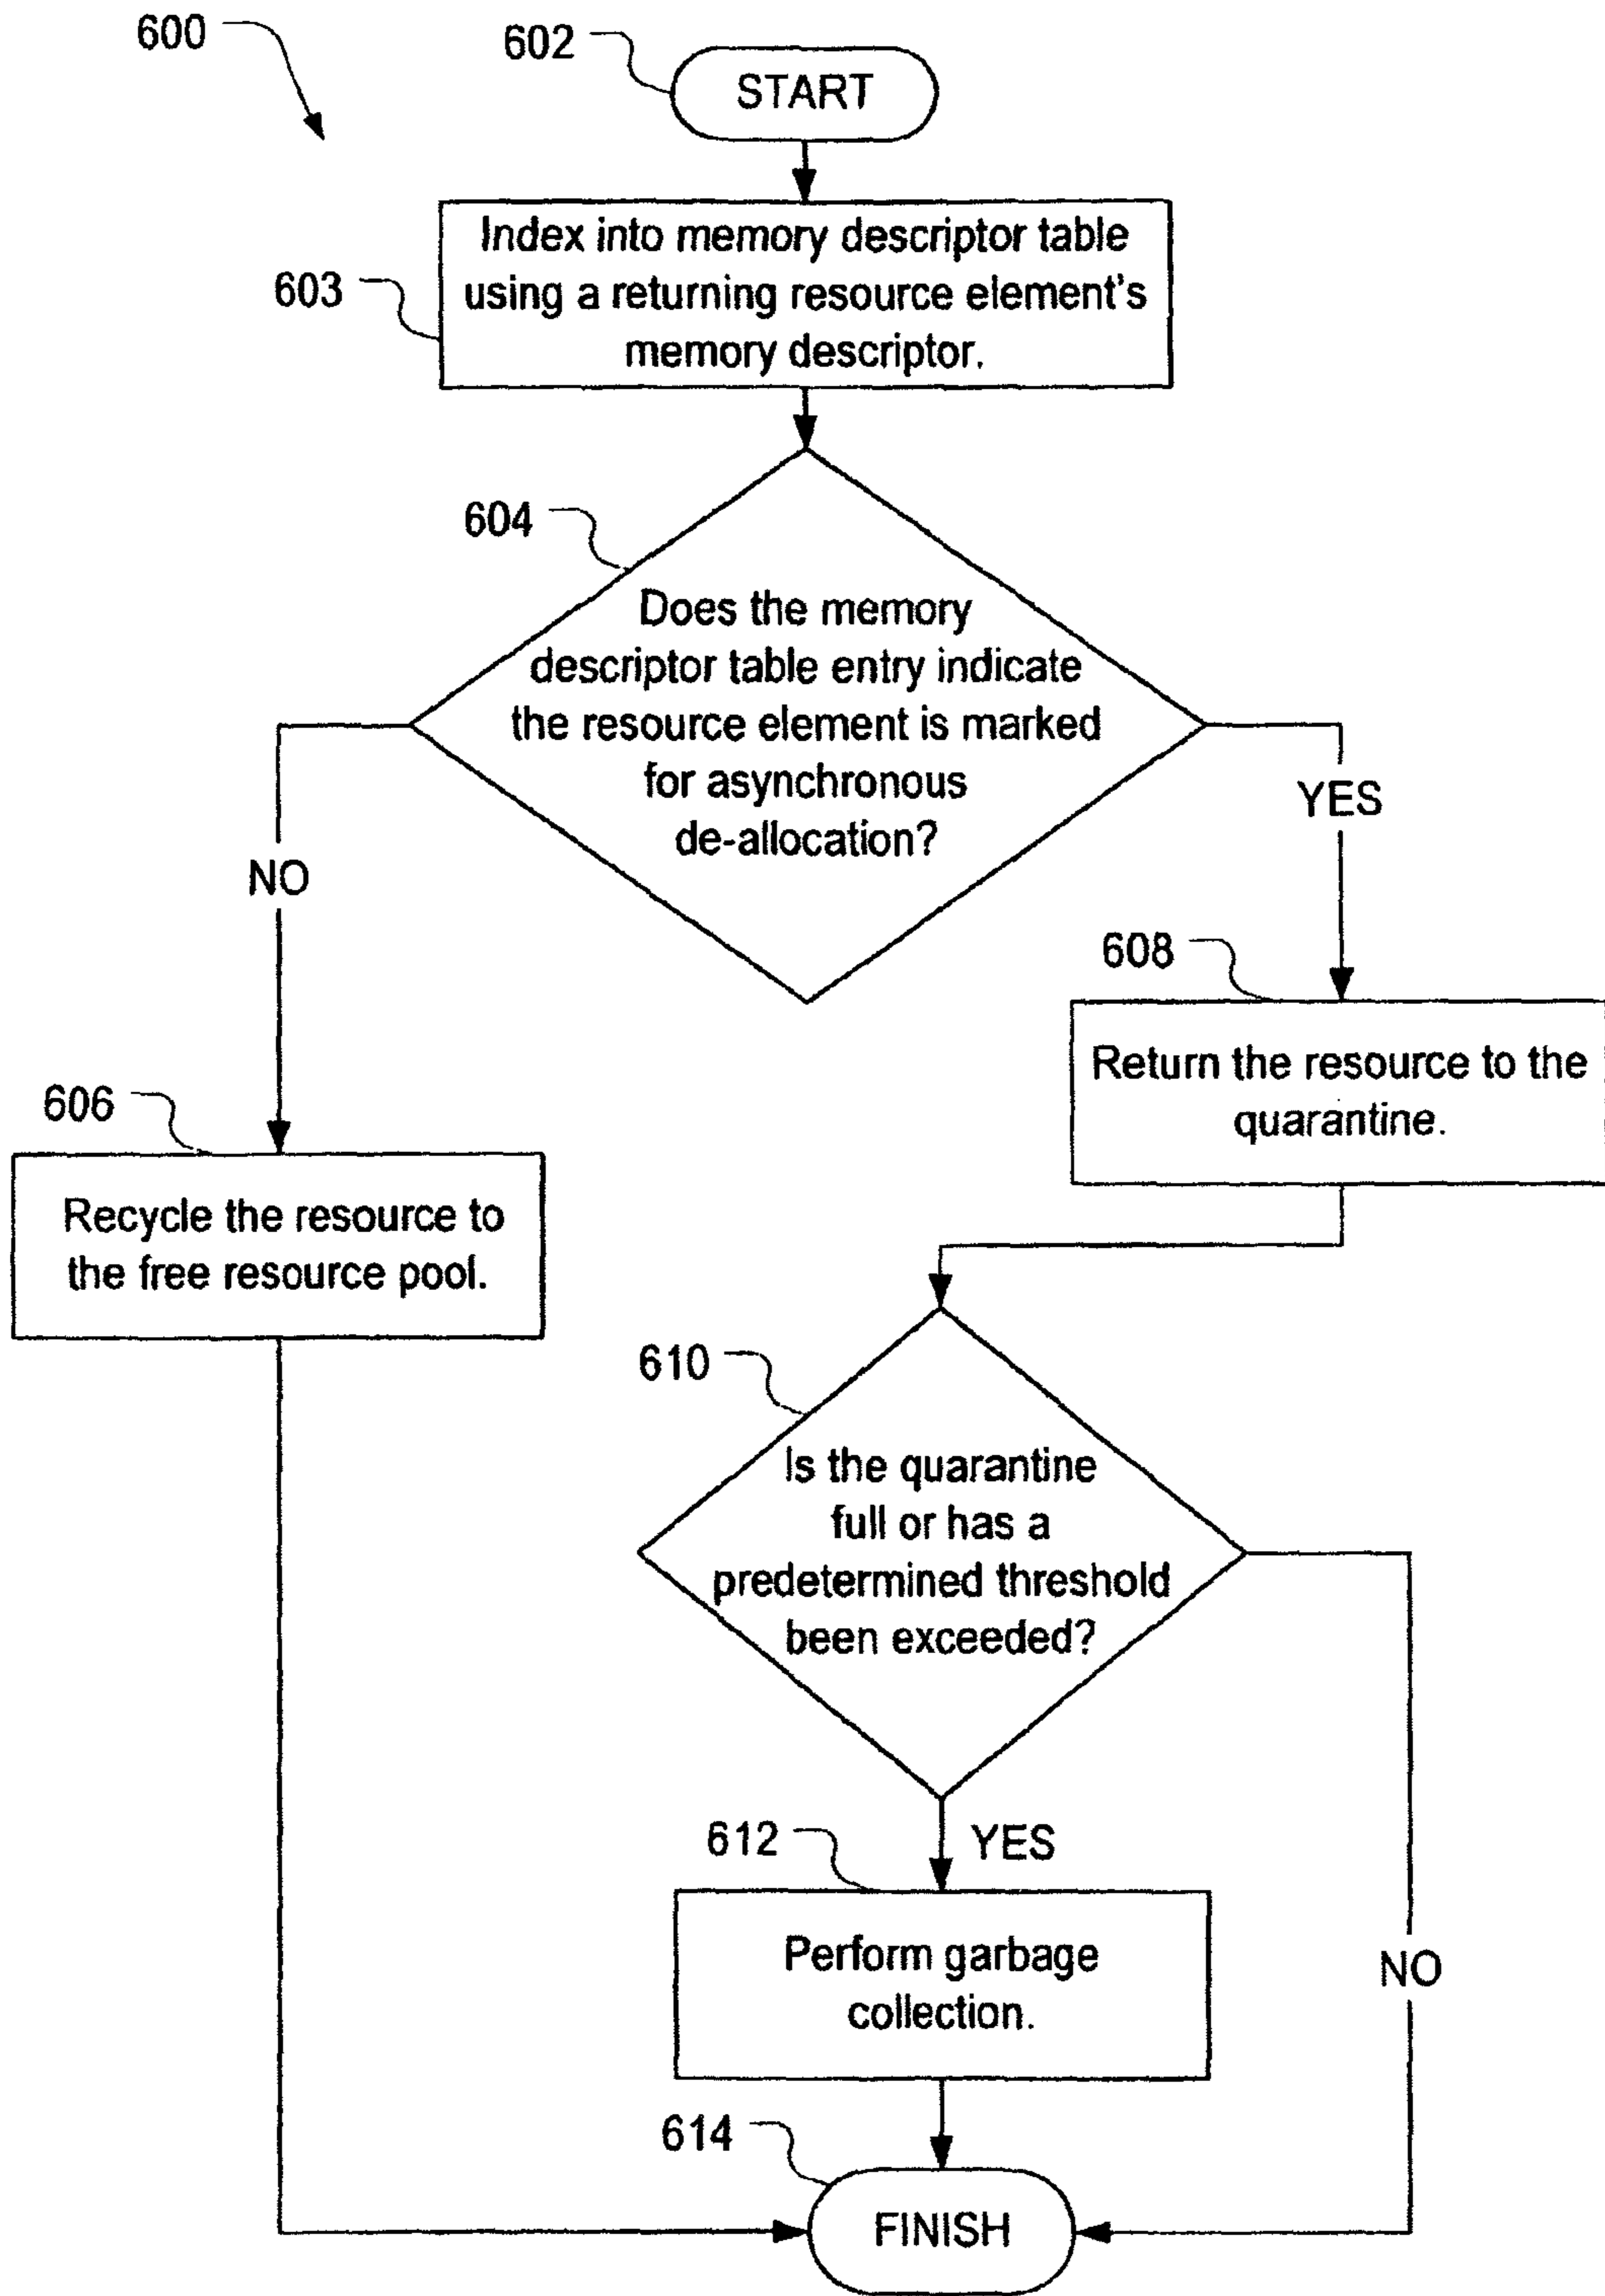 600
602
START
603
Index into memory descriptor table
using a returning resource element's
memory descriptor.
604
Does the memory
descriptor table entry indicate
the resource element is marked
for asynchronous
de-allocation?
NO
YES
606
Recycle the resource to
the free resource pool.
608
Return the resource to the
quarantine.
610
Is the quarantine
full or has a
predetermined threshold
been exceeded?
YES
NO
612
Perform garbage
collection.
614
FINISH